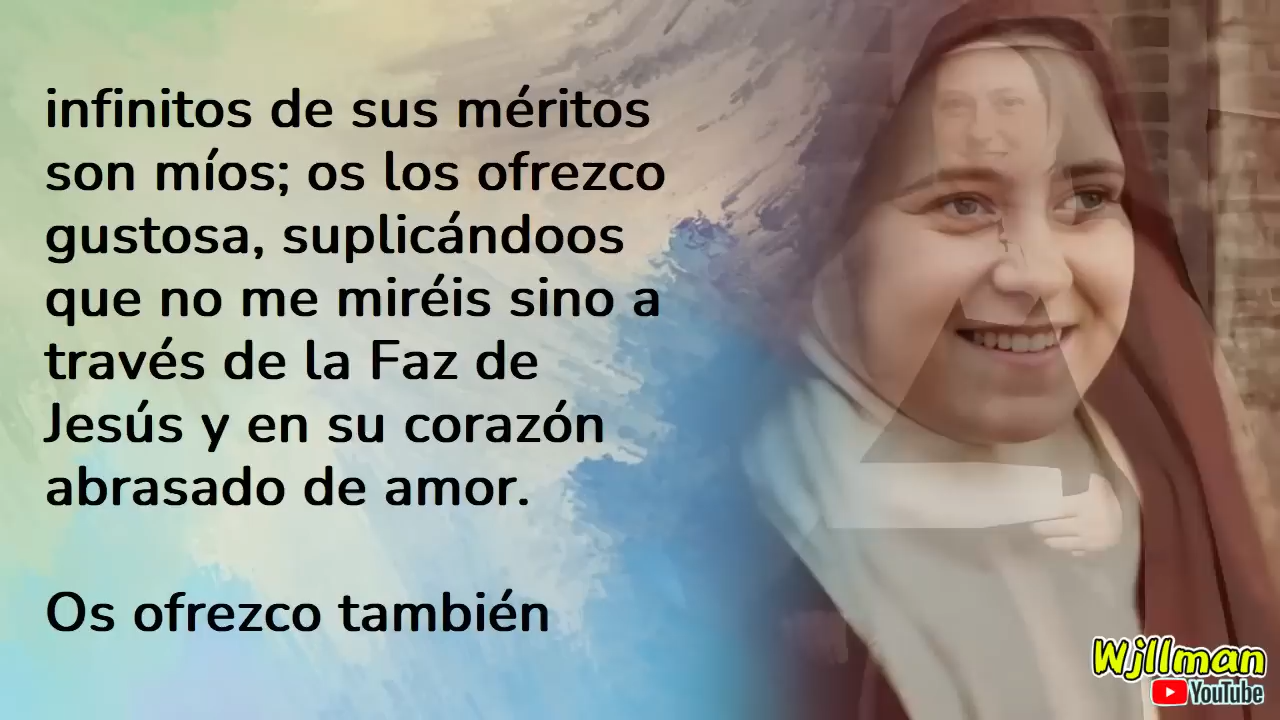 infinitos de sus méritos
son míos; os los ofrezco
gustosa, suplicándoos
que no me miréis sino a
través de la Faz de
Jesús y en su corazón
abrasado de amor.
Os ofrezco también
Wjllman
YouTube